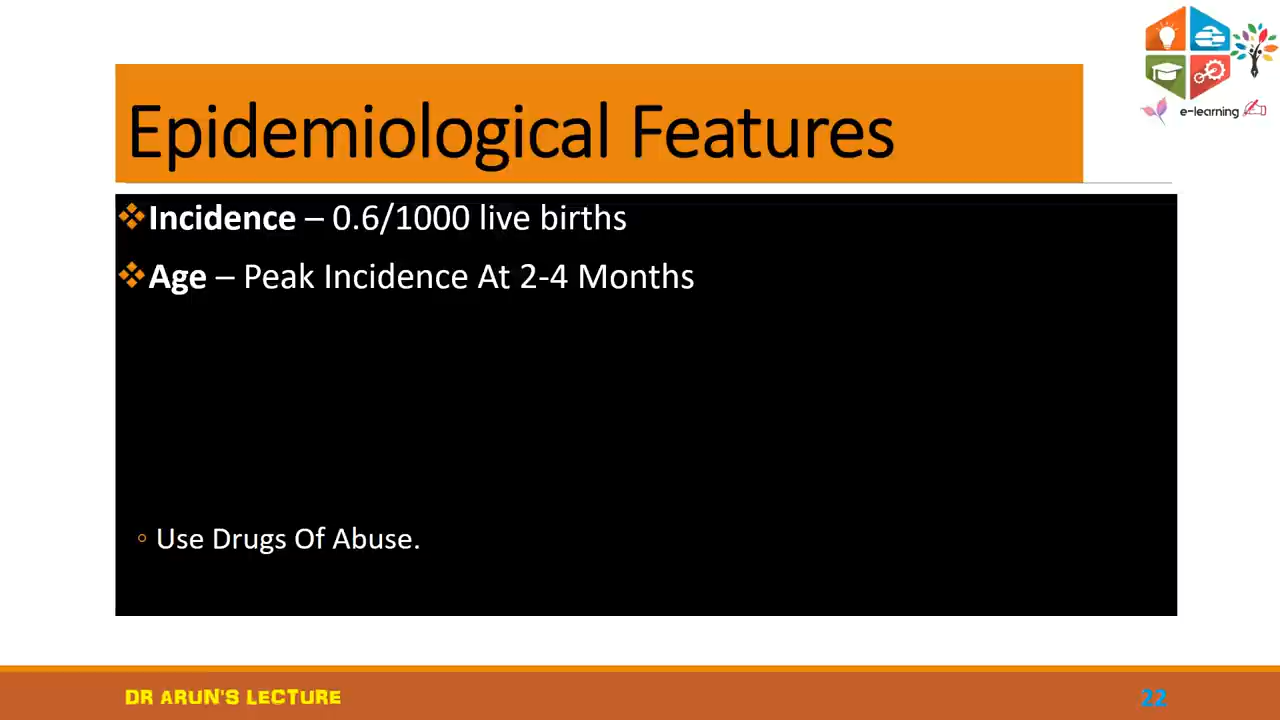 e-learning
Epidemiological Features
❖Incidence – 0.6/1000 live births
❖Age – Peak Incidence At 2-4 Months
◦ Use Drugs Of Abuse.
DR ARUN'S LECTURE
22